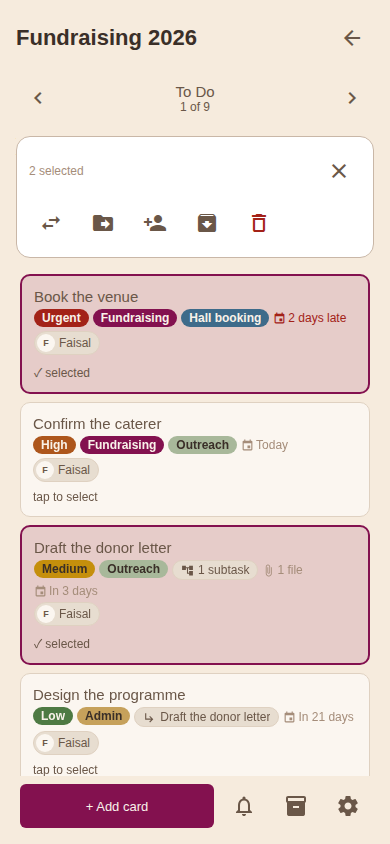 Fundraising 2026
To Do
1 of 9
2 selected
Book the venue
Urgent Fundraising Hall booking 2 days late
F Faisal
✓ selected
Confirm the caterer
High Fundraising Outreach Today
F Faisal
tap to select
Draft the donor letter
Medium Outreach 1 subtask 1 file
In 3 days
F Faisal
✓ selected
Design the programme
Low Admin Draft the donor letter In 21 days
F Faisal
tap to select
+ Add card